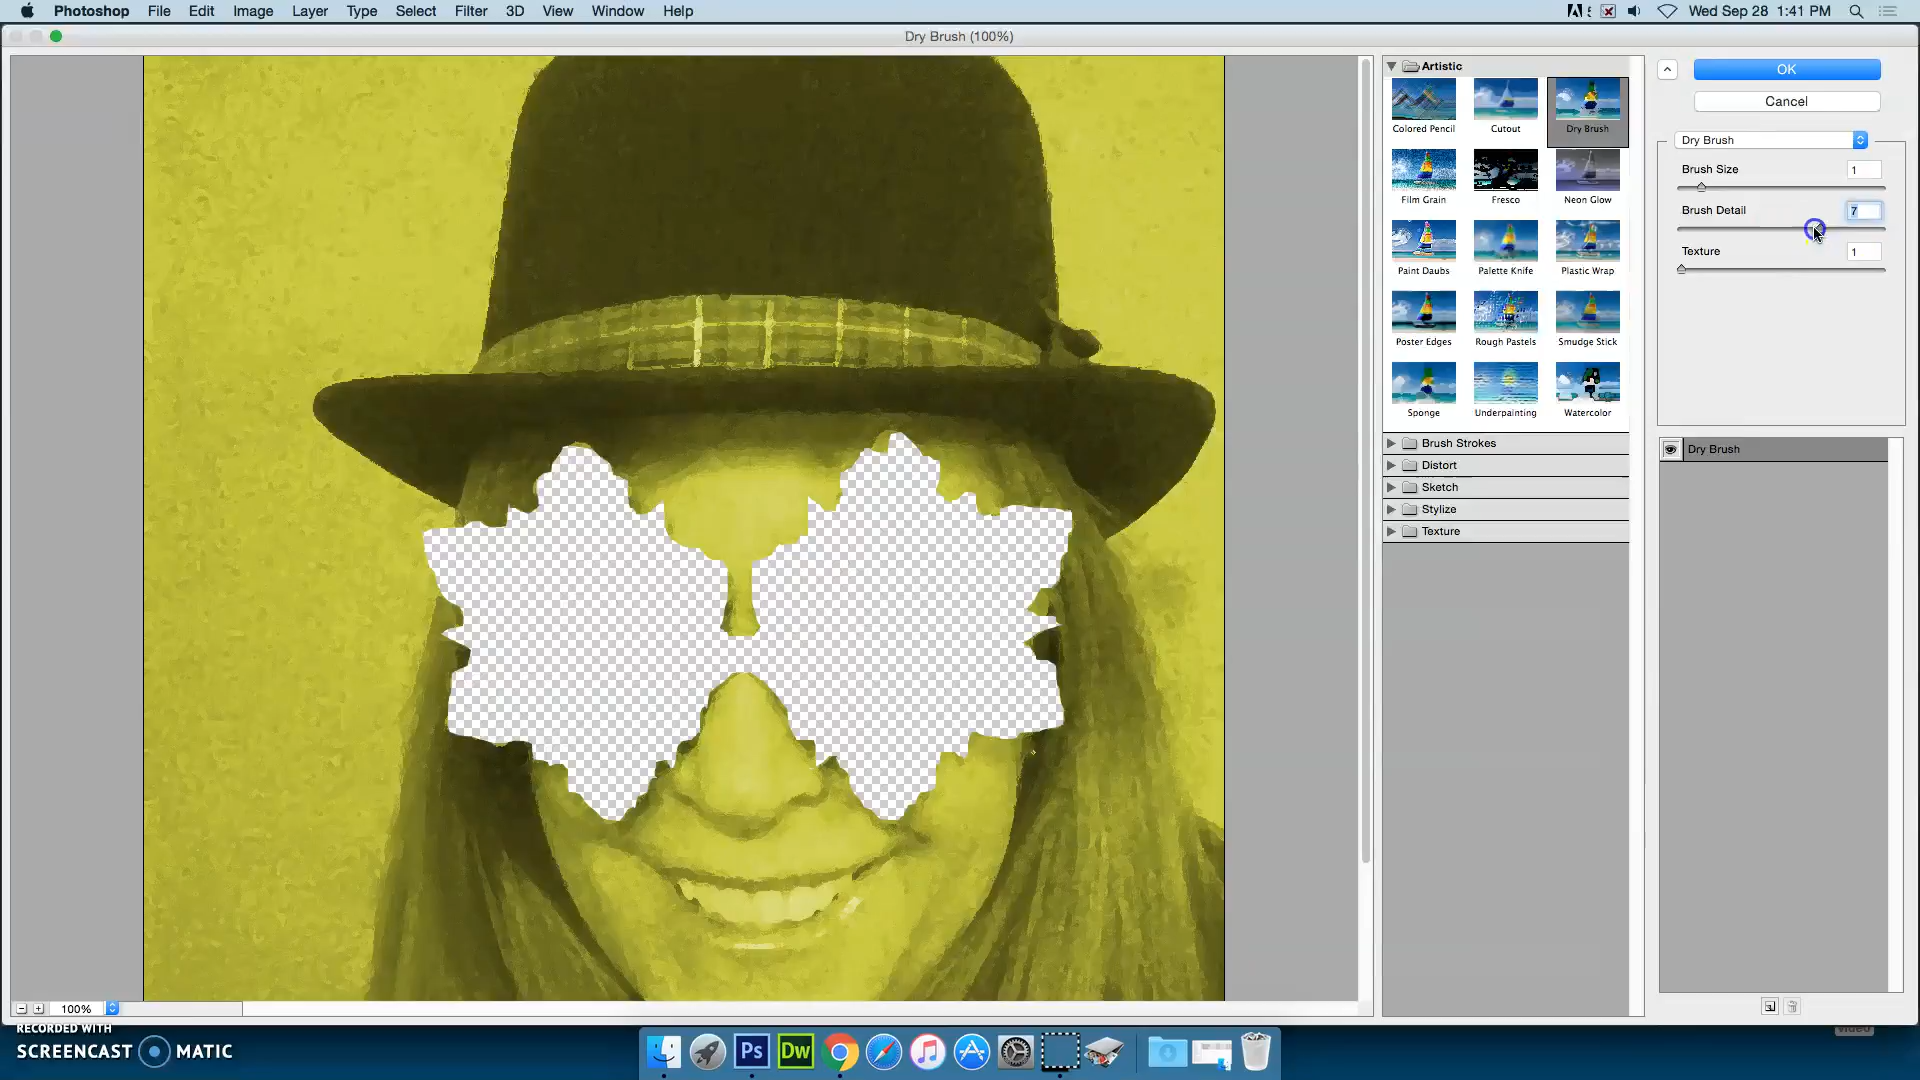 Photoshop File Edit Image Layer Type Select Filter 3D View Window Help
Wed Sep 28 1:41 PM
Dry Brush (100%)
Artistic
Colored Pencil Cutout Dry Brush
Film Grain Fresco Neon Glow
Paint Daubs Palette Knife Plastic Wrap
Poster Edges Rough Pastels Smudge Stick
Sponge Underpainting Watercolor
Brush Strokes
Distort
Sketch
Stylize
Texture
OK
Cancel
Dry Brush
Brush Size 1
Brush Detail 7
Texture 1
Dry Brush
100%
RECORDED WITH
SCREENCAST MATIC
Ps Dw